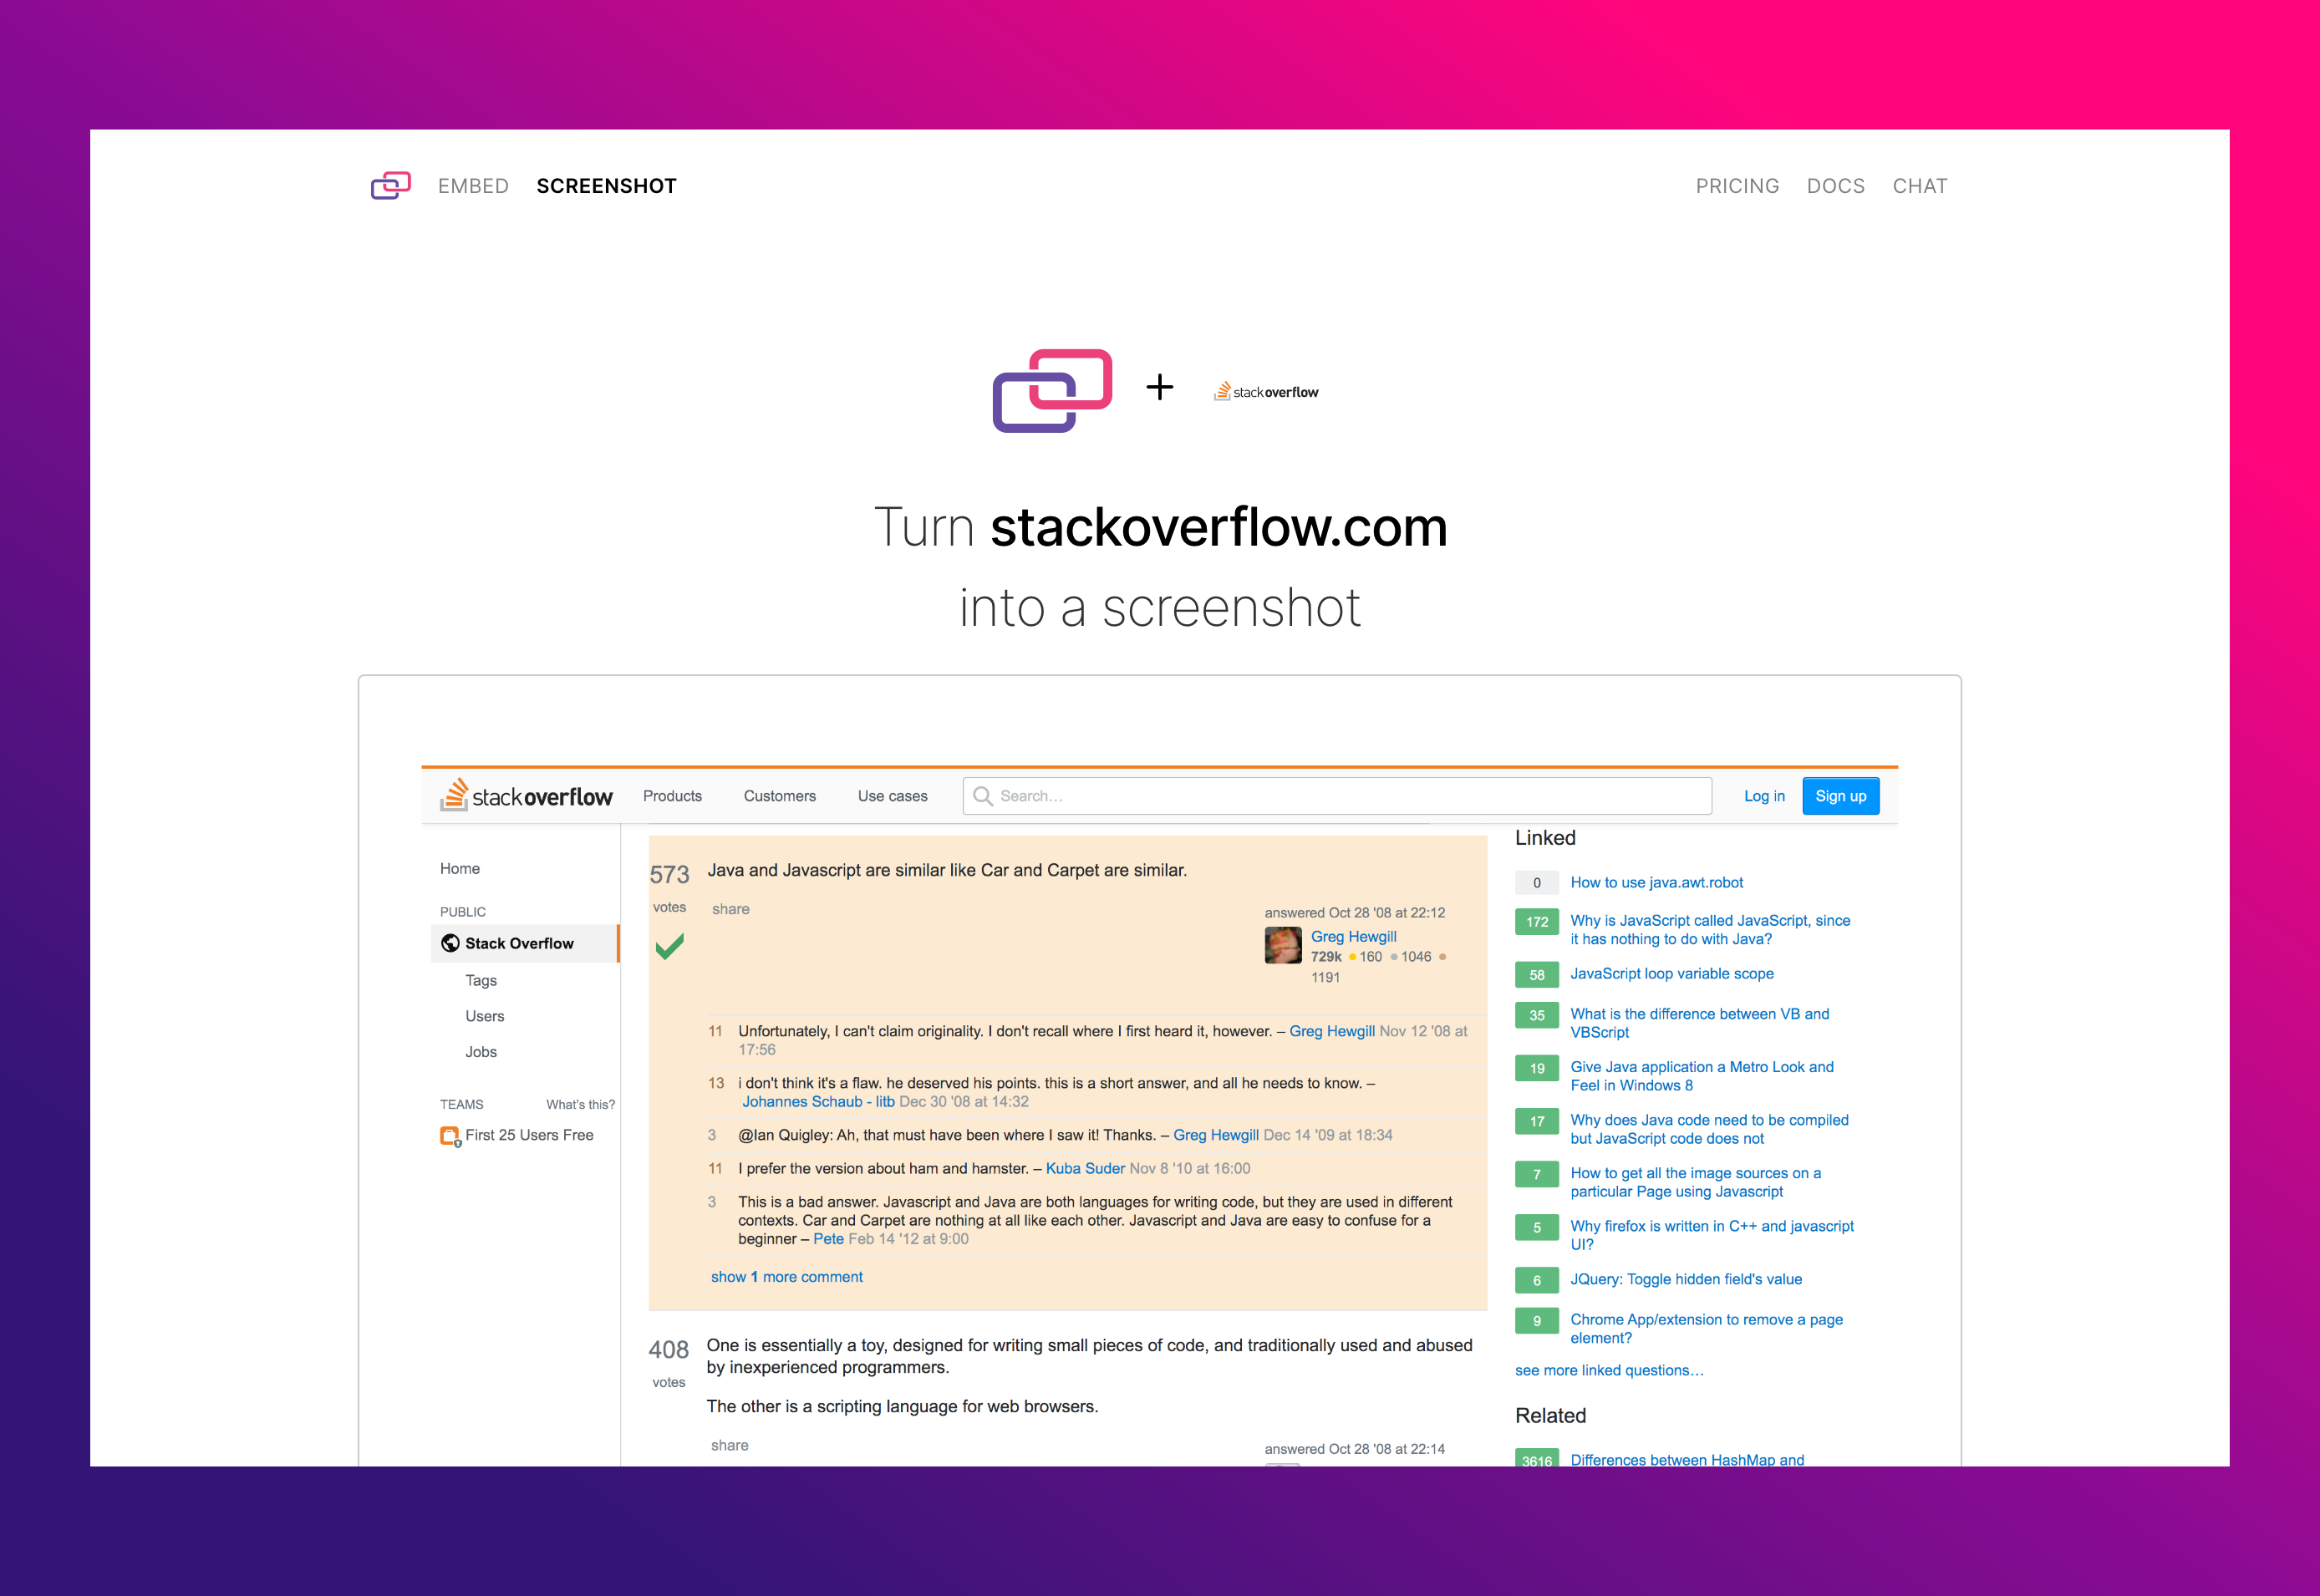 EMBED SCREENSHOT PRICING DOCS CHAT
+ stackoverflow
Turn stackoverflow.com
into a screenshot
stackoverflow Products Customers Use cases Search... Log in Sign up
Home
PUBLIC
Stack Overflow
Tags
Users
Jobs
TEAMS What's this?
First 25 Users Free
573
votes
Java and Javascript are similar like Car and Carpet are similar.
share
answered Oct 28 '08 at 22:12
Greg Hewgill
729k 160 1046
1191
11 Unfortunately, I can't claim originality. I don't recall where I first heard it, however. – Greg Hewgill Nov 12 '08 at
17:56
13 i don't think it's a flaw. he deserved his points. this is a short answer, and all he needs to know. –
Johannes Schaub - litb Dec 30 '08 at 14:32
3 @Ian Quigley: Ah, that must have been where I saw it! Thanks. – Greg Hewgill Dec 14 '09 at 18:34
11 I prefer the version about ham and hamster. – Kuba Suder Nov 8 '10 at 16:00
3 This is a bad answer. Javascript and Java are both languages for writing code, but they are used in different
contexts. Car and Carpet are nothing at all like each other. Javascript and Java are easy to confuse for a
beginner – Pete Feb 14 '12 at 9:00
show 1 more comment
408
votes
One is essentially a toy, designed for writing small pieces of code, and traditionally used and abused
by inexperienced programmers.
The other is a scripting language for web browsers.
share
answered Oct 28 '08 at 22:14
Linked
0 How to use java.awt.robot
172 Why is JavaScript called JavaScript, since
it has nothing to do with Java?
58 JavaScript loop variable scope
35 What is the difference between VB and
VBScript
19 Give Java application a Metro Look and
Feel in Windows 8
17 Why does Java code need to be compiled
but JavaScript code does not
7 How to get all the image sources on a
particular Page using Javascript
5 Why firefox is written in C++ and javascript
UI?
6 JQuery: Toggle hidden field's value
9 Chrome App/extension to remove a page
element?
see more linked questions…
Related
3616 Differences between HashMap and